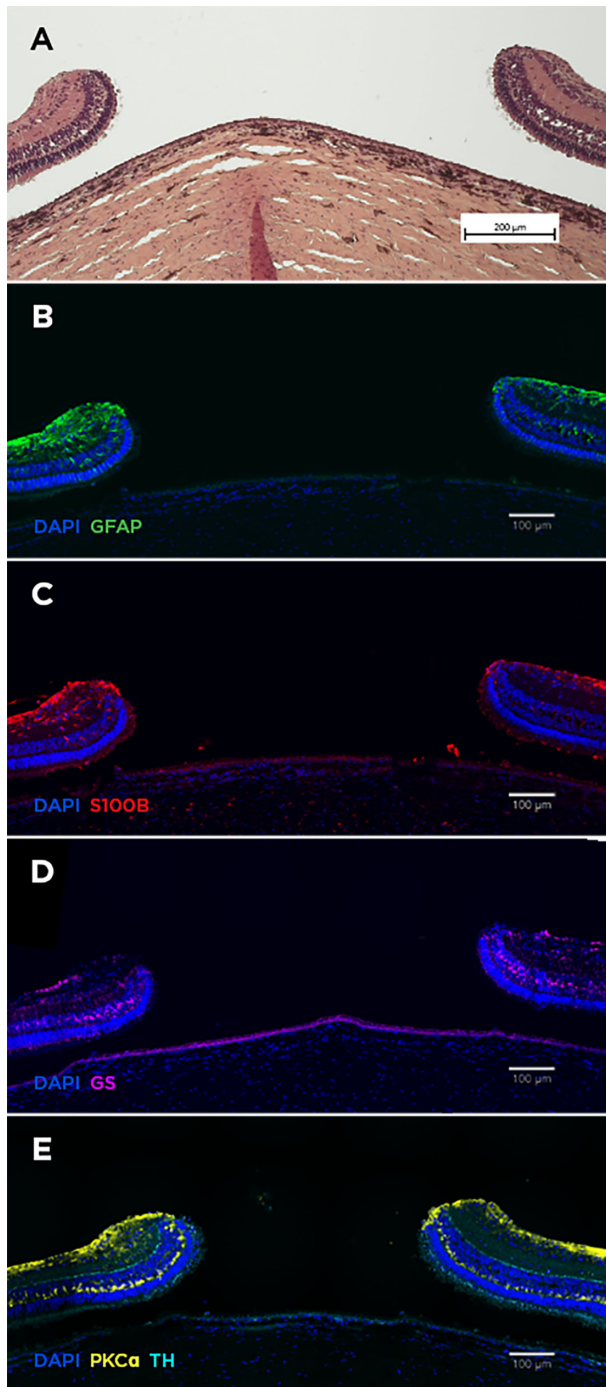 A
200 µm
B
DAPI GFAP
100 µm
C
DAPI S100B
100 µm
D
DAPI GS
100 µm
E
DAPI PKCα TH
100 µm